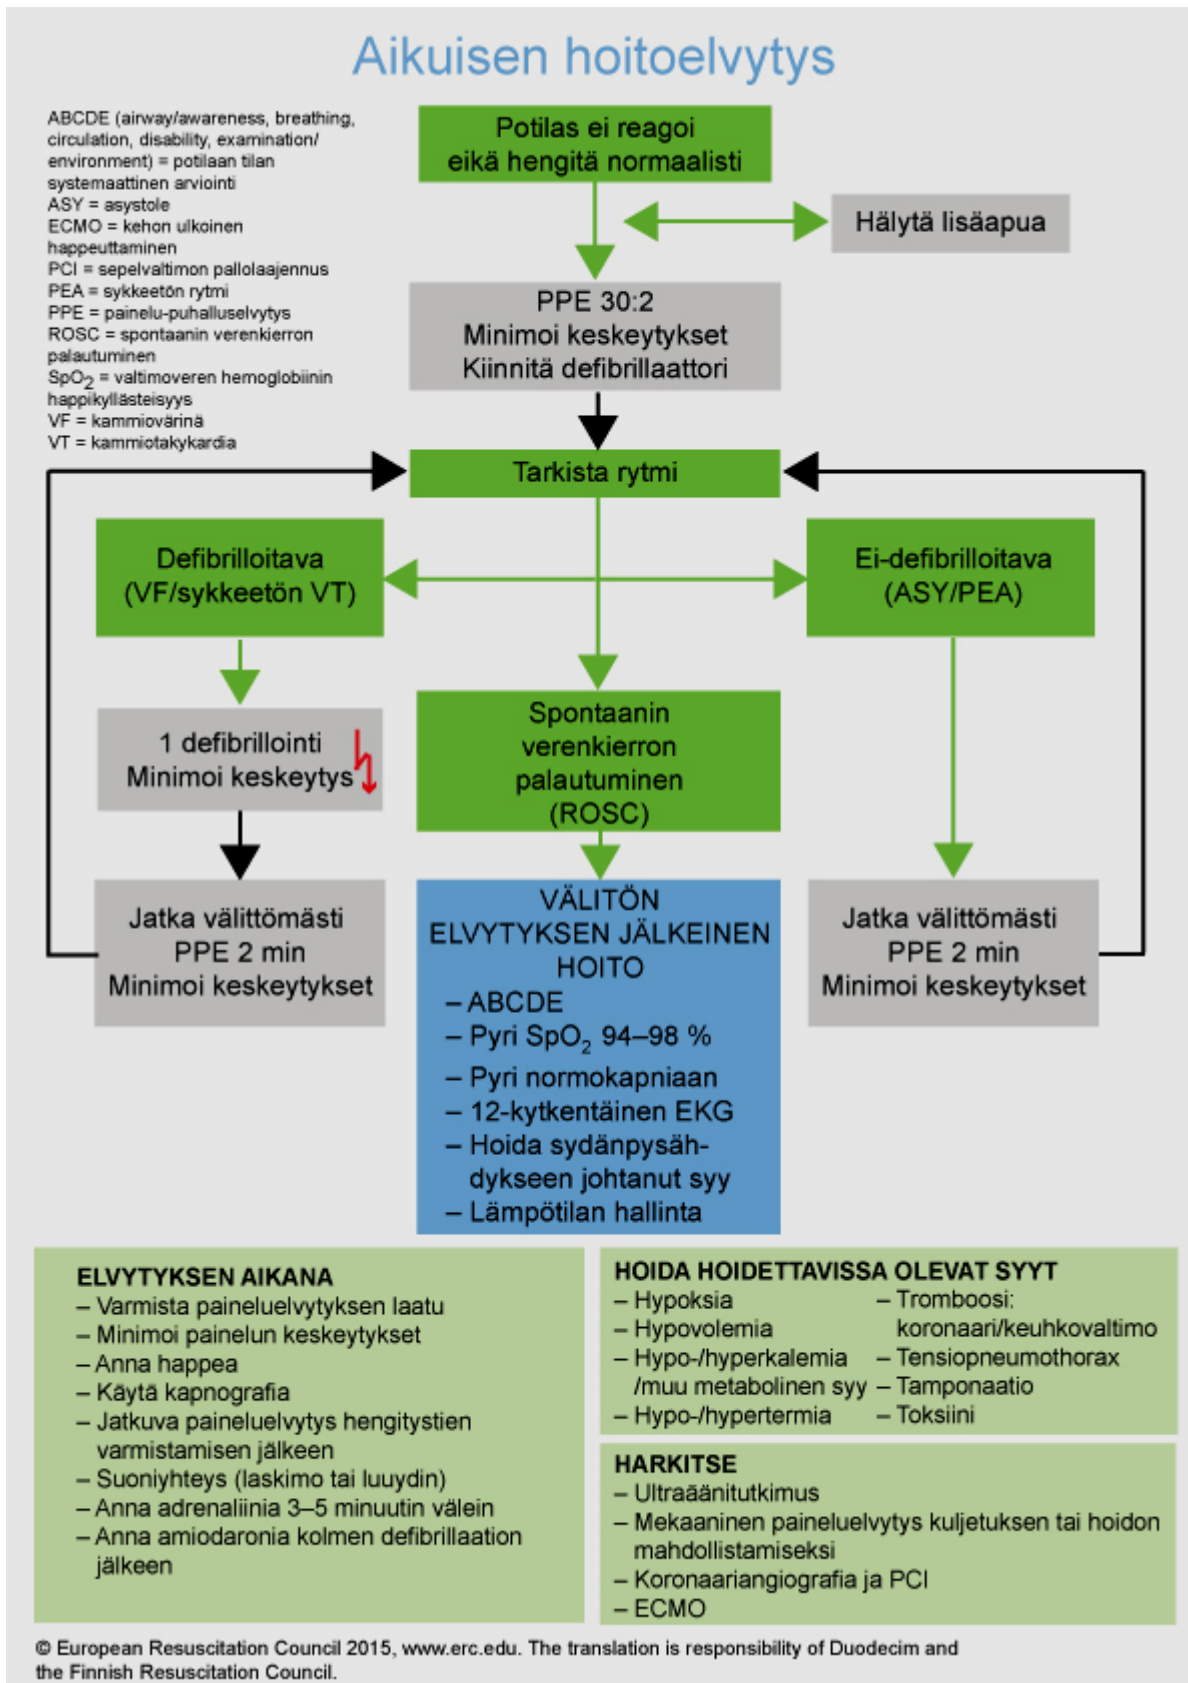 Aikuisen hoitoelvytys
ABCDE (airway/awareness, breathing,
circulation, disability, examination/
environment) = potilaan tilan
systemaattinen arviointi
ASY = asystole
ECMO = kehon ulkoinen
happeuttaminen
PCI = sepelvaltimon pallolaajennus
PEA = sykkeetön rytmi
PPE = painelu-puhalluselvytys
ROSC = spontaanin verenkierron
palautuminen
SpO2 = valtimoveren hemoglobiinin
happikyllästeisyys
VF = kammiovärinä
VT = kammiotakykardia
Potilas ei reagoi
eikä hengitä normaalisti
Hälytä lisäapua
PPE 30:2
Minimoi keskeytykset
Kiinnitä defibrillaattori
Tarkista rytmi
Defibrilloitava
(VF/sykkeetön VT)
Ei-defibrilloitava
(ASY/PEA)
1 defibrillointi
Minimoi keskeytys
Spontaanin
verenkierron
palautuminen
(ROSC)
Jatka välittömästi
PPE 2 min
Minimoi keskeytykset
VÄLITÖN
ELVYTYKSEN JÄLKEINEN
HOITO
– ABCDE
– Pyri SpO2 94–98 %
– Pyri normokapniaan
– 12-kytkentäinen EKG
– Hoida sydänpysäh-
dykseen johtanut syy
– Lämpötilan hallinta
Jatka välittömästi
PPE 2 min
Minimoi keskeytykset
ELVYTYKSEN AIKANA
– Varmista paineluelvytyksen laatu
– Minimoi painelun keskeytykset
– Anna happea
– Käytä kapnografia
– Jatkuva paineluelvytys hengitystien
varmistamisen jälkeen
– Suoniyhteys (laskimo tai luuydin)
– Anna adrenaliinia 3–5 minuutin välein
– Anna amiodaronia kolmen defibrillaation
jälkeen
HOIDA HOIDETTAVISSA OLEVAT SYYT
– Hypoksia
– Hypovolemia
– Hypo-/hyperkalemia
/muu metabolinen syy
– Hypo-/hypertermia
– Tromboosi:
koronaari/keuhkovaltimo
– Tensiopneumothorax
– Tamponaatio
– Toksiini
HARKITSE
– Ultraäänitutkimus
– Mekaaninen paineluelvytys kuljetuksen tai hoidon
mahdollistamiseksi
– Koronaariangiografia ja PCI
– ECMO
© European Resuscitation Council 2015, www.erc.edu. The translation is responsibility of Duodecim and
the Finnish Resuscitation Council.